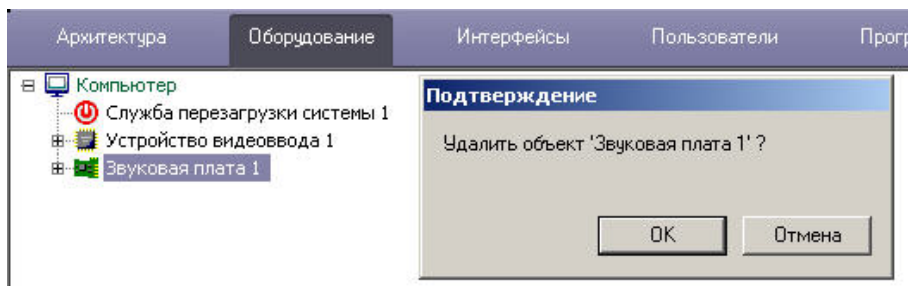 Архитектура Оборудование Интерфейсы Пользователи
Компьютер
Служба перезагрузки системы 1
Устройство видеоввода 1
Звуковая плата 1
Подтверждение
Удалить объект 'Звуковая плата 1' ?
OK Отмена